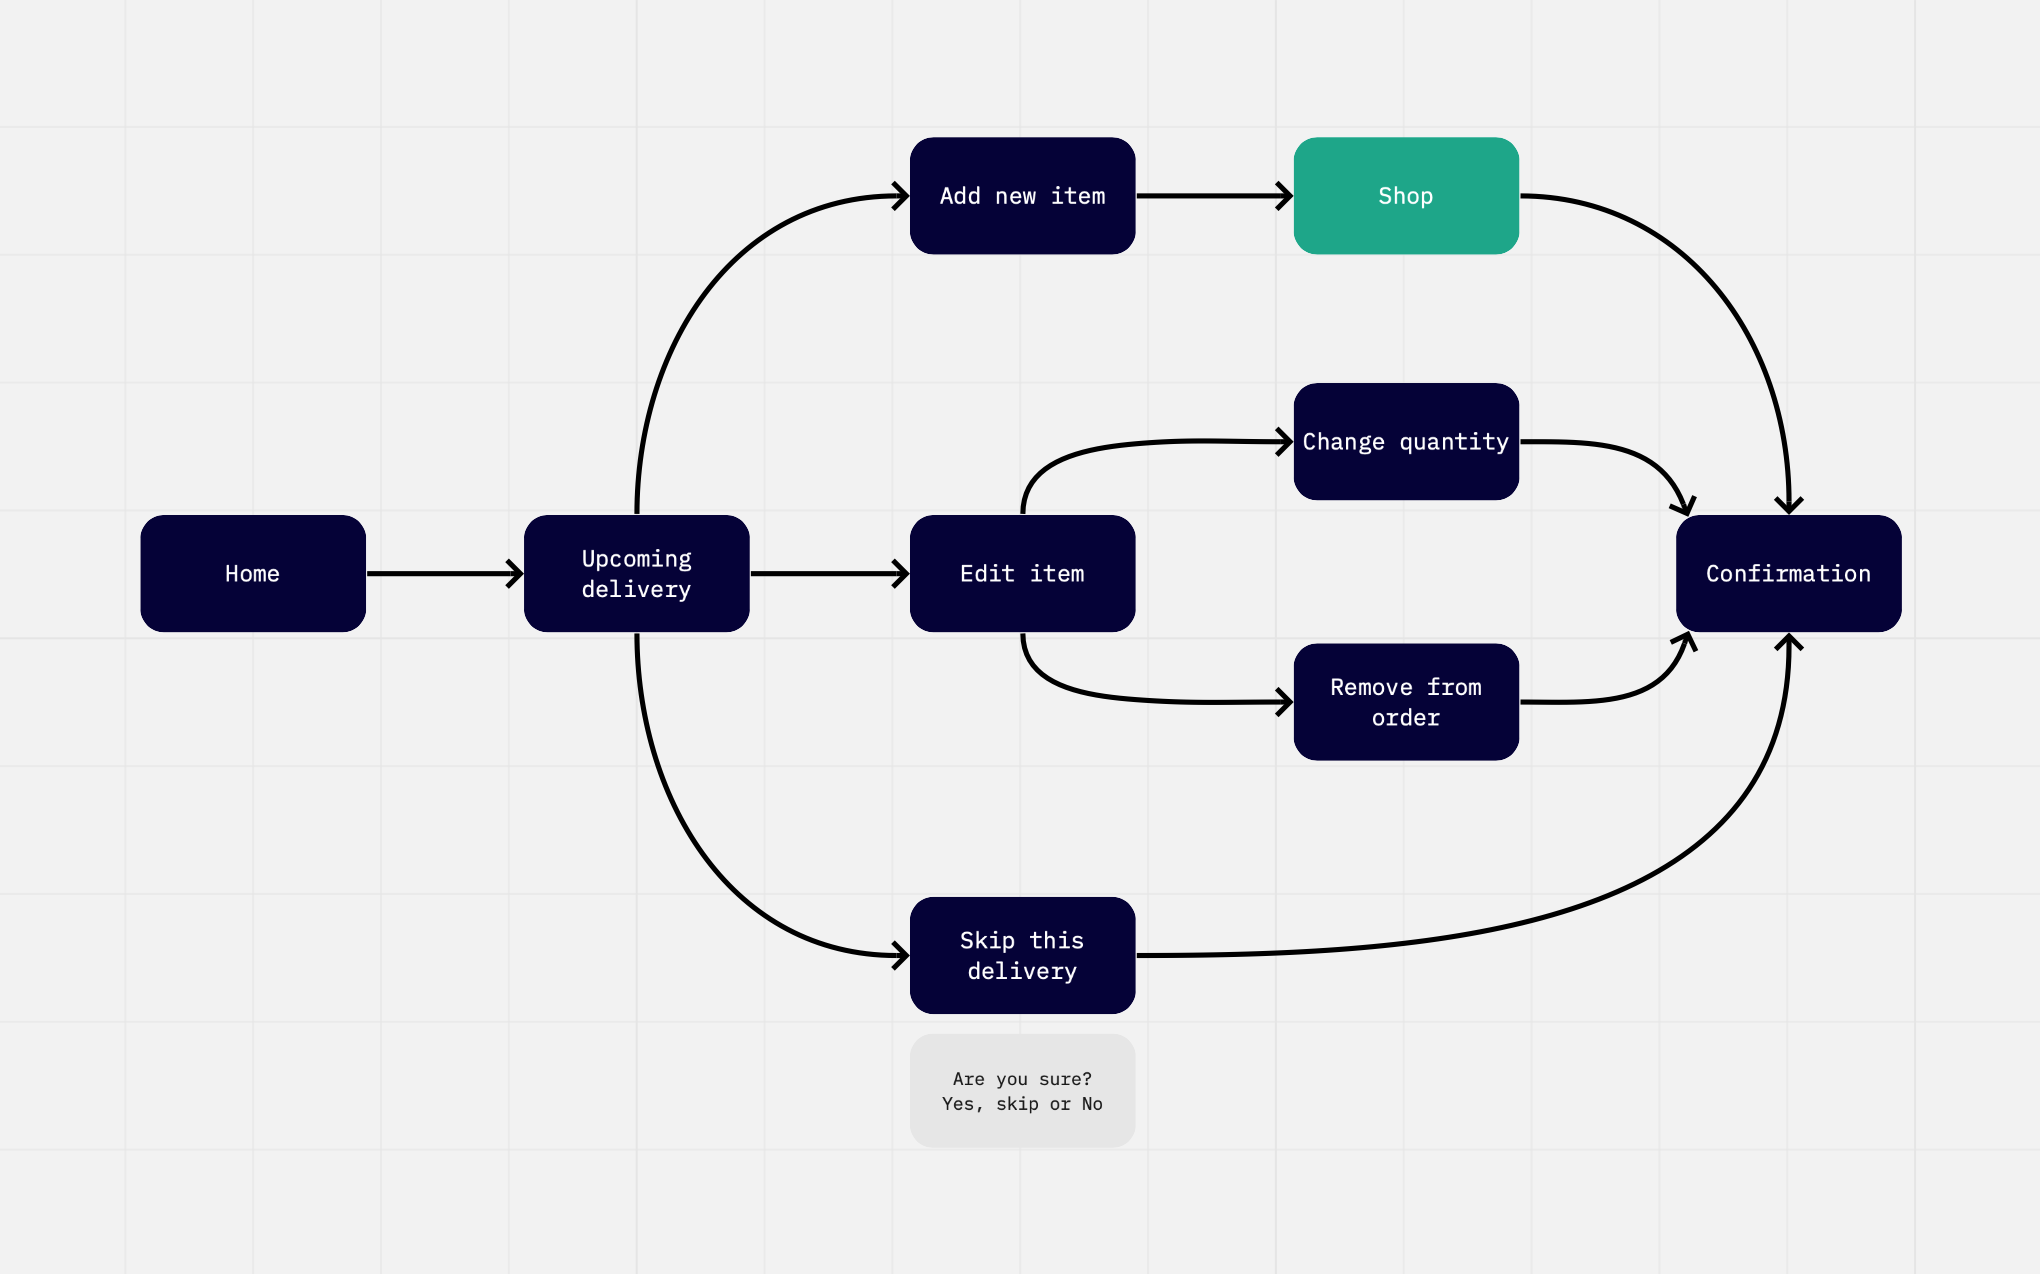 Add new item
Shop
Change quantity
Home
Upcoming
delivery
Edit item
Confirmation
Remove from
order
Skip this
delivery
Are you sure?
Yes, skip or No